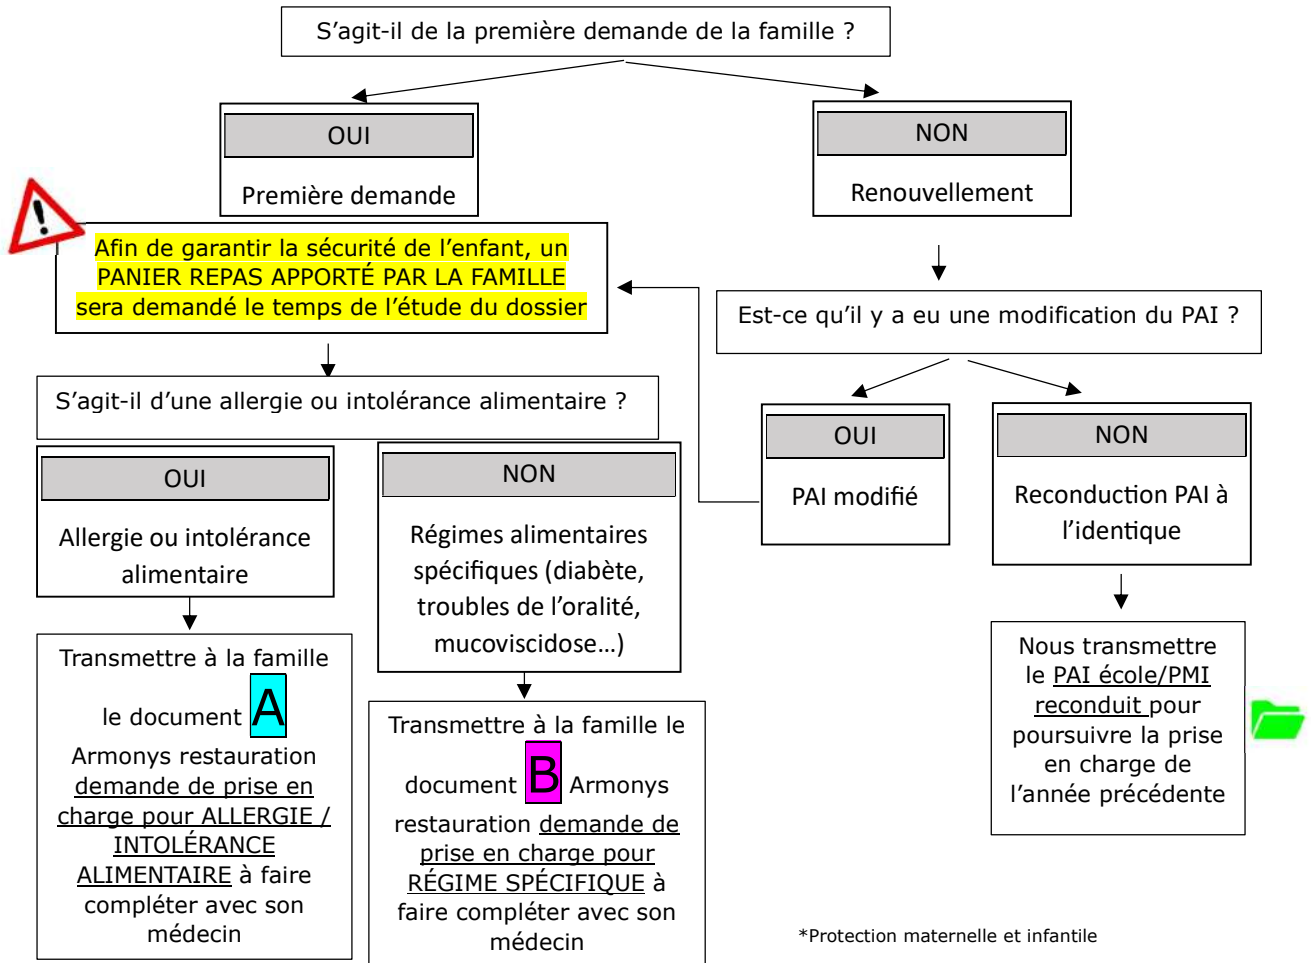 S’agit-il de la première demande de la famille ?
OUI
Première demande
NON
Renouvellement
Afin de garantir la sécurité de l’enfant, un
PANIER REPAS APPORTÉ PAR LA FAMILLE
sera demandé le temps de l’étude du dossier
Est-ce qu’il y a eu une modification du PAI ?
S’agit-il d’une allergie ou intolérance alimentaire ?
OUI
Allergie ou intolérance
alimentaire
NON
Régimes alimentaires
spécifiques (diabète,
troubles de l’oralité,
mucoviscidose…)
OUI
PAI modifié
NON
Reconduction PAI à
l’identique
Transmettre à la famille
le document A
Armonys restauration
demande de prise en
charge pour ALLERGIE /
INTOLÉRANCE
ALIMENTAIRE à faire
compléter avec son
médecin
Transmettre à la famille le
document B Armonys
restauration demande de
prise en charge pour
RÉGIME SPÉCIFIQUE à
faire compléter avec son
médecin
Nous transmettre
le PAI école/PMI
reconduit pour
poursuivre la prise
en charge de
l’année précédente
*Protection maternelle et infantile